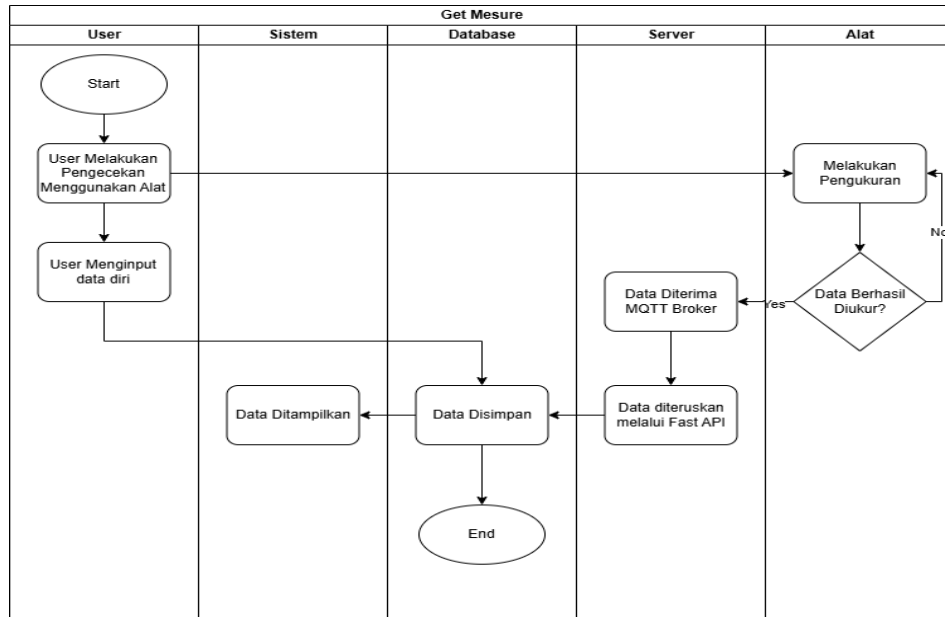 Get Mesure
User
Sistem
Database
Server
Alat
Start
User Melakukan
Pengecekan
Menggunakan Alat
Melakukan
Pengukuran
No
User Menginput
data diri
Data Diterima
MQTT Broker
Yes
Data Berhasil
Diukur?
Data Ditampilkan
Data Disimpan
Data diteruskan
melalui Fast API
End